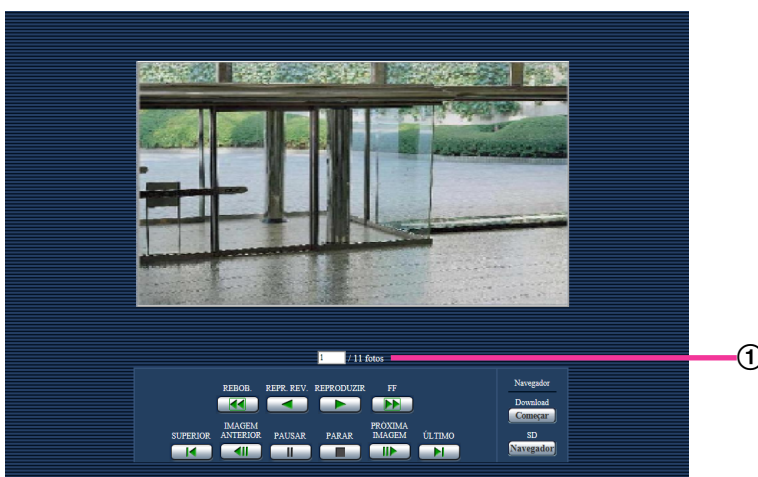 1 / 11 fotos
①
REBOB. REPR. REV. REPRODUZIR FF
SUPERIOR IMAGEM ANTERIOR PAUSAR PARAR PRÓXIMA IMAGEM ÚLTIMO
Navegador
Download
Começar
SD
Navegador